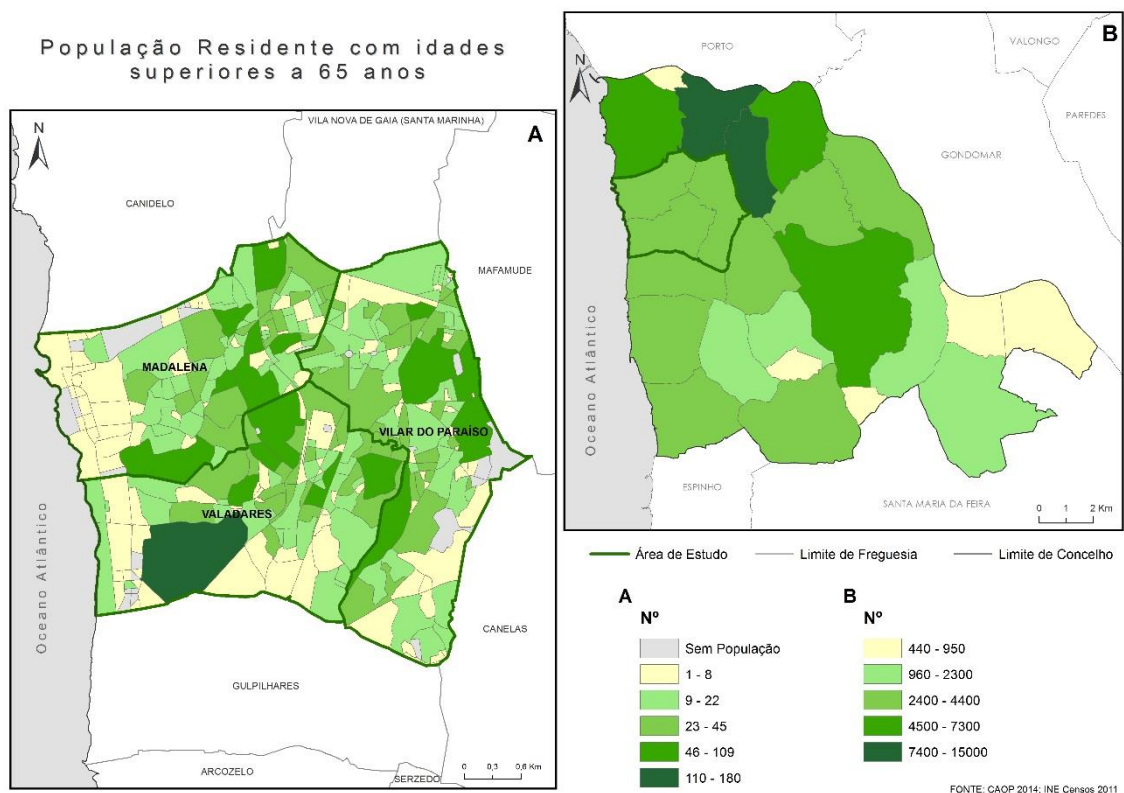 População Residente com idades
superiores a 65 anos
N
A
VILA NOVA DE GAIA (SANTA MARINHA)
CANIDELO
MAFAMUDE
MADALENA
VILAR DO PARAÍSO
VALADARES
Oceano Atlântico
CANELAS
GULPILHARES
ARCOZELO
SERZEDO
0 0,3 0,6 Km
B
PORTO
VALONGO
N
PAREDES
GONDOMAR
Oceano Atlântico
ESPINHO
SANTA MARIA DA FEIRA
0 1 2 Km
Área de Estudo
Limite de Freguesia
Limite de Concelho
A
Nº
Sem População
1 - 8
9 - 22
23 - 45
46 - 109
110 - 180
B
Nº
440 - 950
960 - 2300
2400 - 4400
4500 - 7300
7400 - 15000
FONTE: CAOP 2014; INE Censos 2011